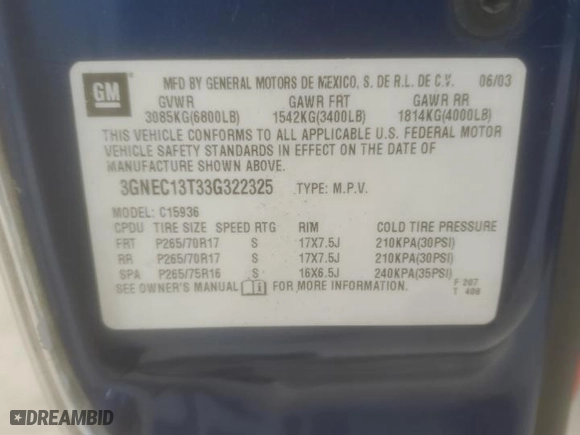 GM
MFD BY GENERAL MOTORS DE MEXICO, S. DE R.L. DE C.V. 06/03
GVWR GAWR FRT GAWR RR
3085KG(6800LB) 1542KG(3400LB) 1814KG(4000LB)
THIS VEHICLE CONFORMS TO ALL APPLICABLE U.S. FEDERAL MOTOR
VEHICLE SAFETY STANDARDS IN EFFECT ON THE DATE OF
MANUFACTURE SHOWN ABOVE.
3GNEC13T33G322325 TYPE: M.P.V.
MODEL: C15936
CPDU TIRE SIZE SPEED RTG RIM COLD TIRE PRESSURE
FRT P265/70R17 S 17X7.5J 210KPA(30PSI)
RR P265/70R17 S 17X7.5J 210KPA(30PSI)
SPA P265/75R16 S 16X6.5J 240KPA(35PSI)
SEE OWNER'S MANUAL FOR MORE INFORMATION.
F 207
T 408
DREAMBID